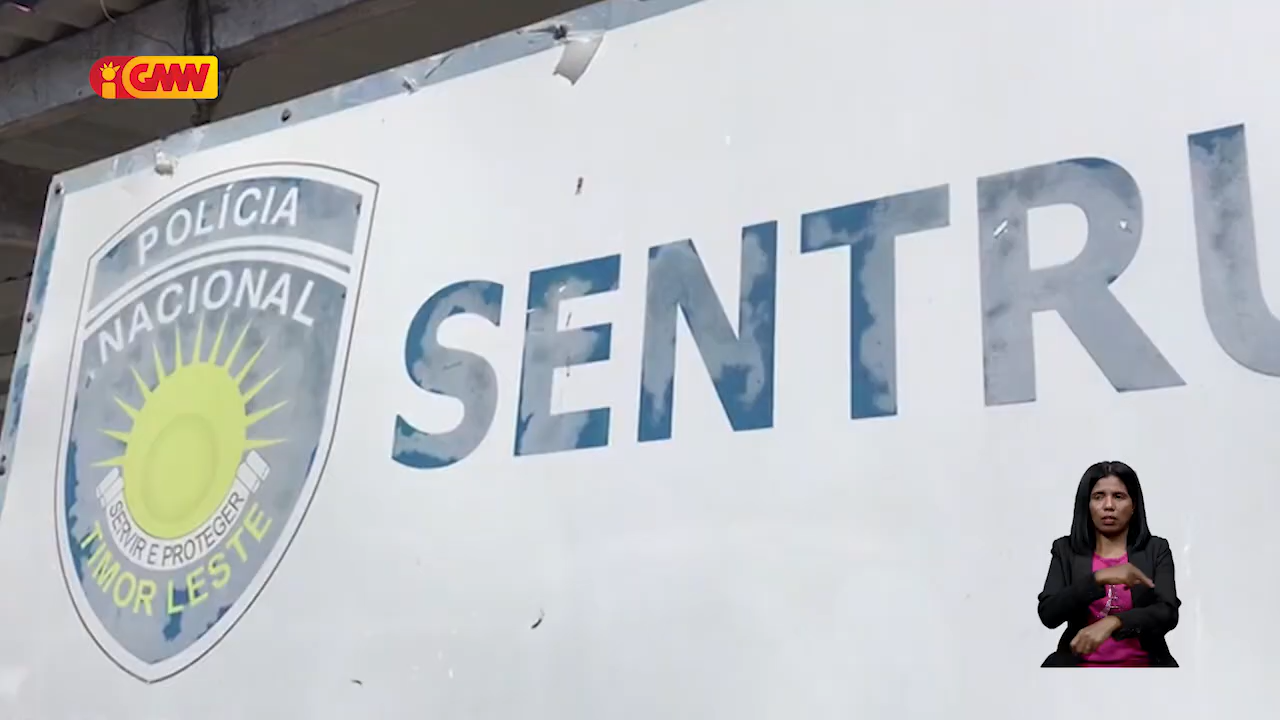 GMN
POLÍCIA
NACIONAL
SERVIR E PROTEGER
TIMOR LESTE
SENTRU